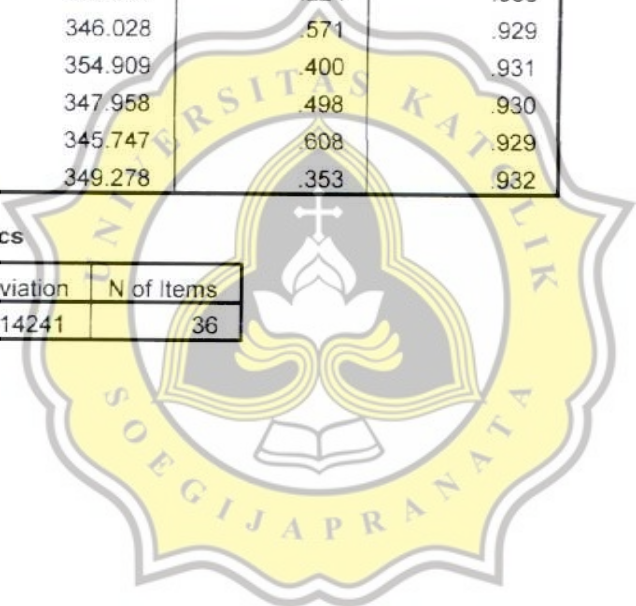 346.028 .571 .929
354.909 .400 .931
347.958 .498 .930
345.747 .608 .929
349.278 .353 .932
cs
viation N of Items
14241 36
UNIVERSITAS KATOLIK
SOEGIJAPRANATA